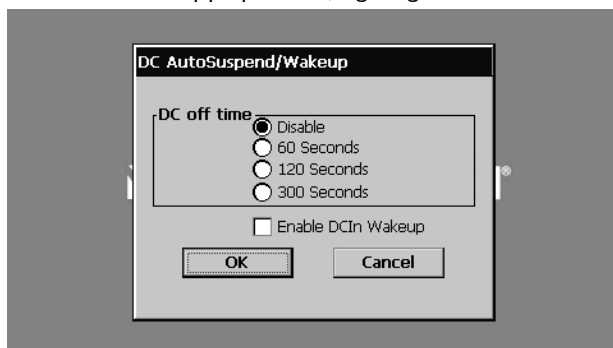 DC AutoSuspend/Wakeup
DC off time
Disable
60 Seconds
120 Seconds
300 Seconds
Enable DCIn Wakeup
OK
Cancel
®